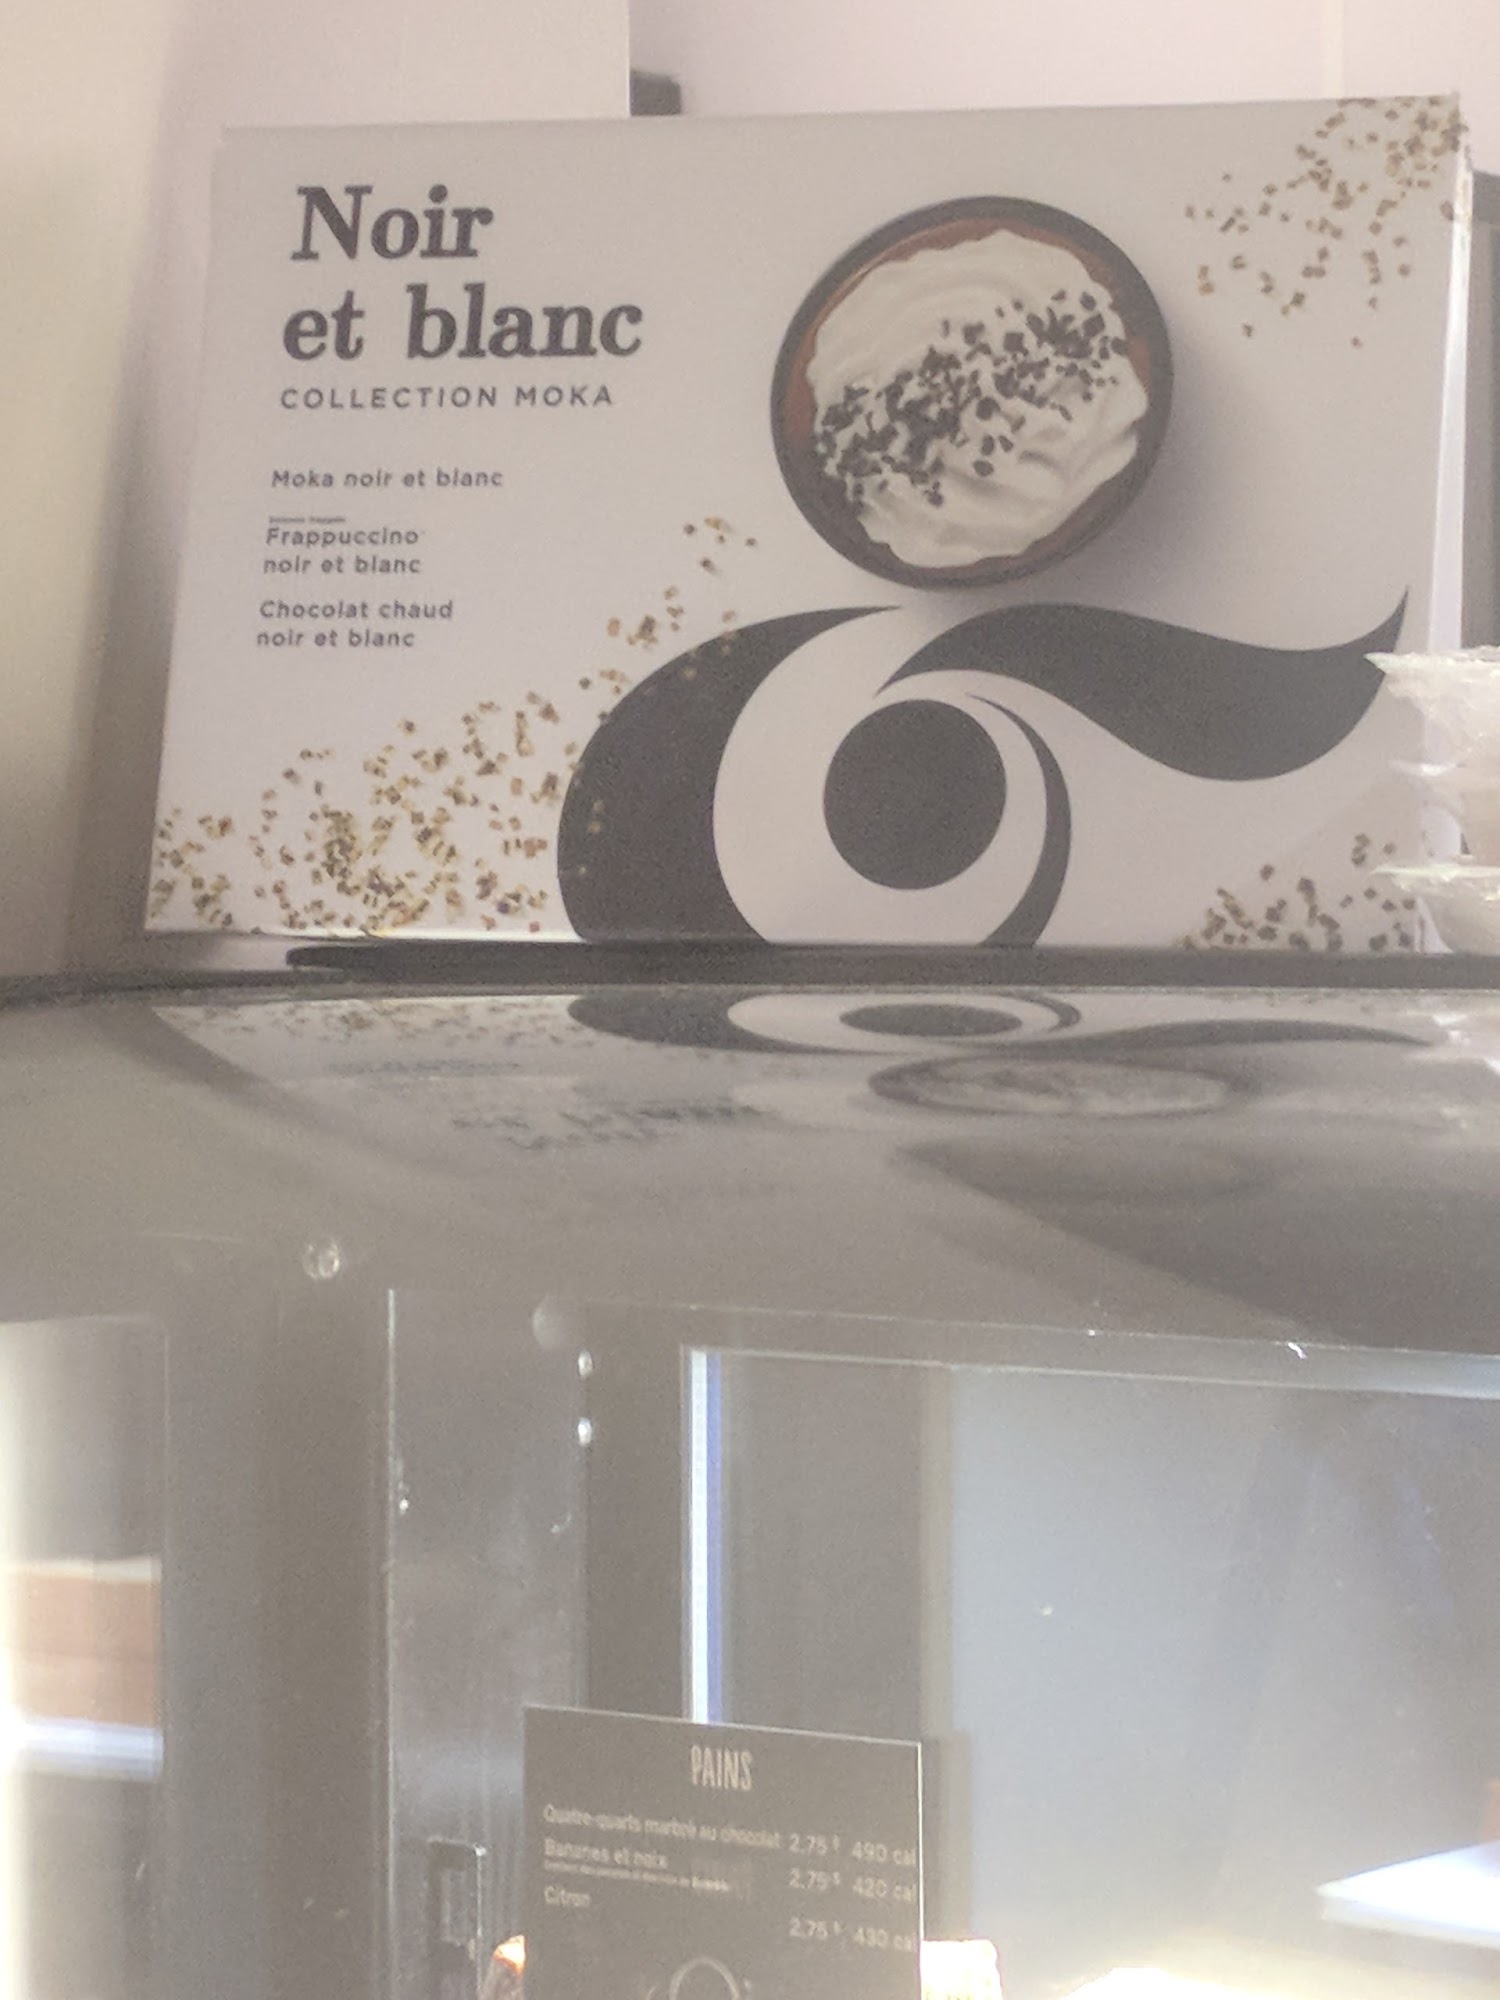 Noir
et blanc
COLLECTION MOKA
Moka noir et blanc
Frappuccino
noir et blanc
Chocolat chaud
noir et blanc
PAINS
Quatre-quarts marbré au chocolat 2.75 $ 490 cal
Bananes et noix 2.75 $ 420 cal
Citron 2.75 $ 430 cal